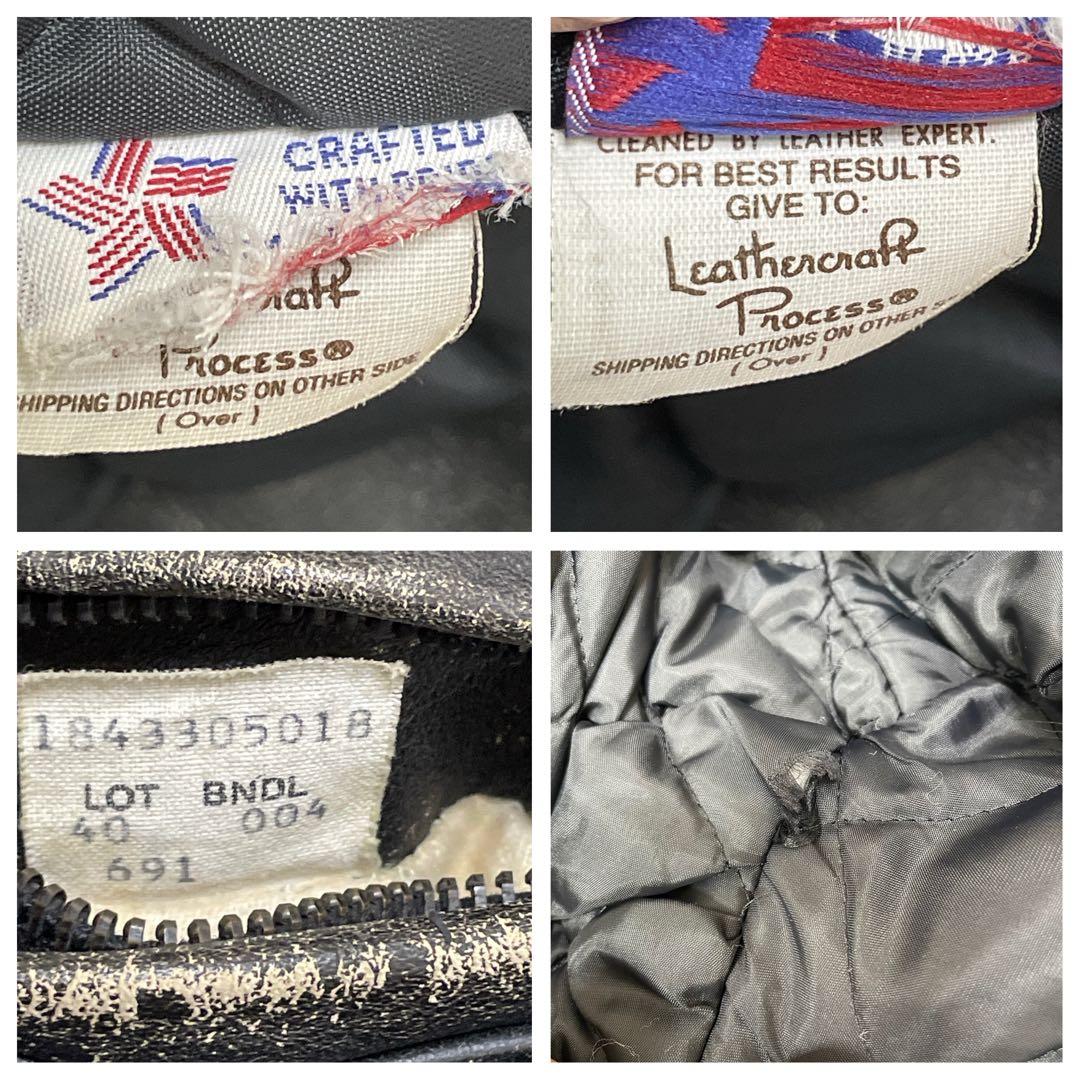 CRAFTED
WITH
Process®
SHIPPING DIRECTIONS ON OTHER SIDE
( Over )
CLEANED BY LEATHER EXPERT.
FOR BEST RESULTS
GIVE TO:
Leathercraft
Process®
SHIPPING DIRECTIONS ON OTHER
( Over )
1843305018
LOT BNDL
40 004
691